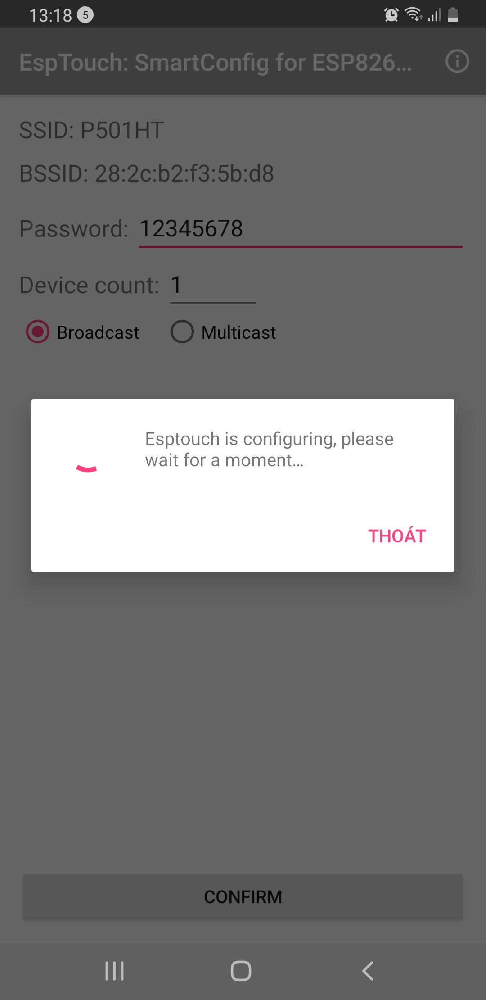 13:18 5
EspTouch: SmartConfig for ESP826...
SSID: P501HT
BSSID: 28:2c:b2:f3:5b:d8
Password: 12345678
Device count: 1
Broadcast Multicast
Esptouch is configuring, please
wait for a moment...
THOÁT
CONFIRM